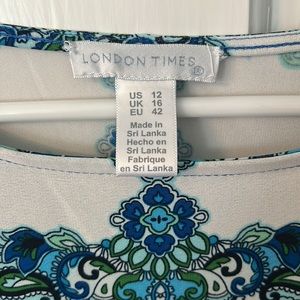 LONDON TIMES ®
US 12
UK 16
EU 42
Made in
Sri Lanka
Hecho en
Sri Lanka
Fabrique
en Sri Lanka